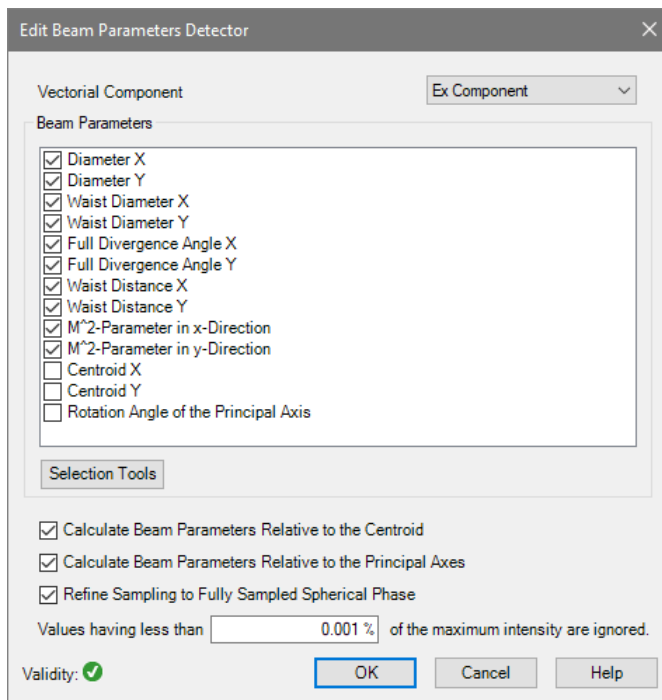 Edit Beam Parameters Detector
Vectorial Component Ex Component
Beam Parameters
Diameter X
Diameter Y
Waist Diameter X
Waist Diameter Y
Full Divergence Angle X
Full Divergence Angle Y
Waist Distance X
Waist Distance Y
M^2-Parameter in x-Direction
M^2-Parameter in y-Direction
Centroid X
Centroid Y
Rotation Angle of the Principal Axis
Selection Tools
Calculate Beam Parameters Relative to the Centroid
Calculate Beam Parameters Relative to the Principal Axes
Refine Sampling to Fully Sampled Spherical Phase
Values having less than 0.001 % of the maximum intensity are ignored.
Validity: OK Cancel Help